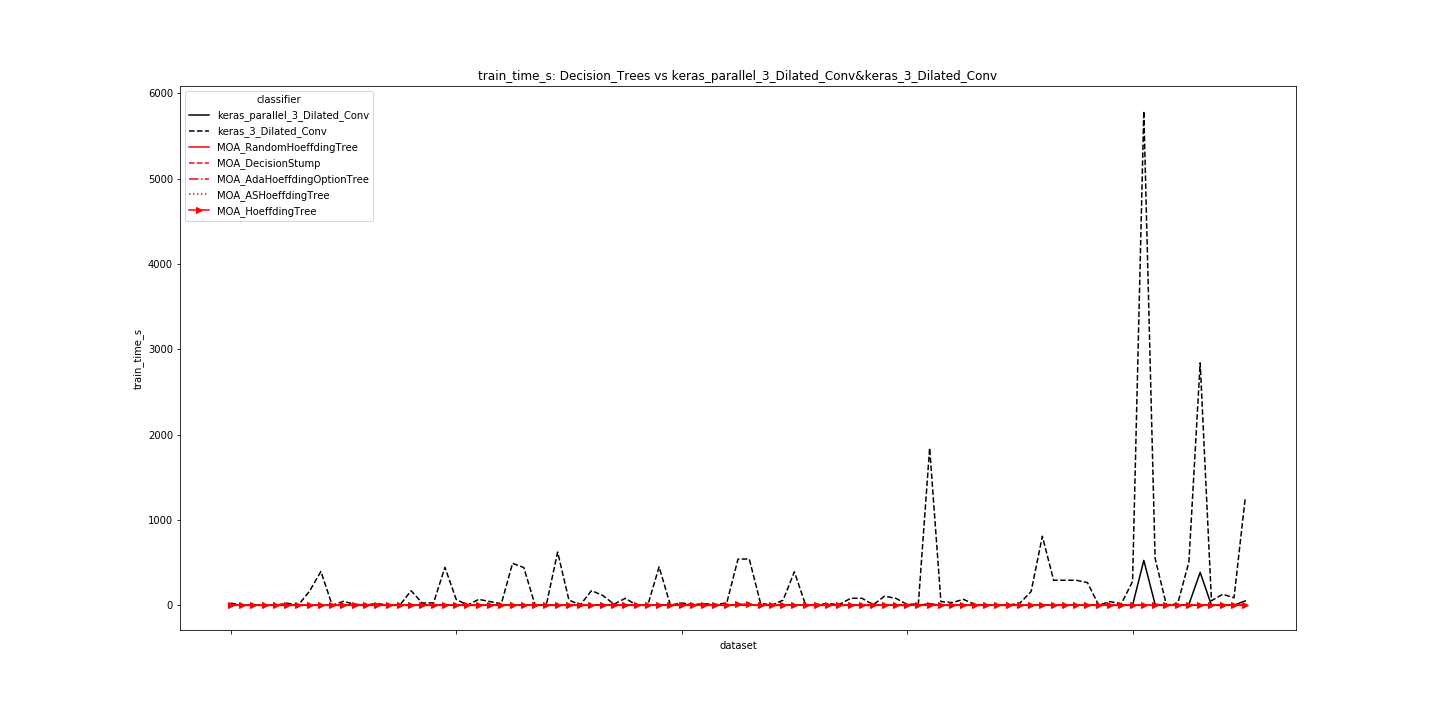 train_time_s: Decision_Trees vs keras_parallel_3_Dilated_Conv&keras_3_Dilated_Conv
classifier
keras_parallel_3_Dilated_Conv
keras_3_Dilated_Conv
MOA_RandomHoeffdingTree
MOA_DecisionStump
MOA_AdaHoeffdingOptionTree
MOA_ASHoeffdingTree
MOA_HoeffdingTree
6000
5000
4000
3000
2000
1000
0
train_time_s
dataset